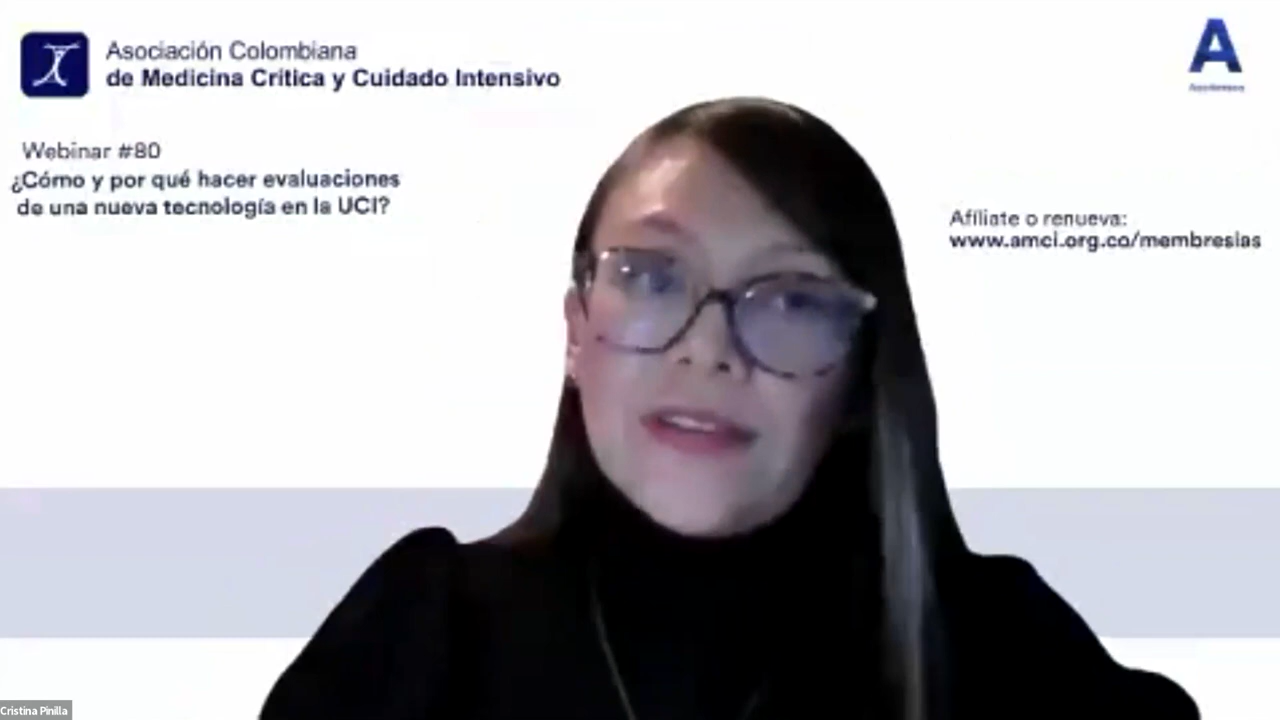 Asociación Colombiana
de Medicina Crítica y Cuidado Intensivo
A
Webinar #80
¿Cómo y por qué hacer evaluaciones
de una nueva tecnología en la UCI?
Afíliate o renueva:
www.amci.org.co/membresias
Cristina Pinilla